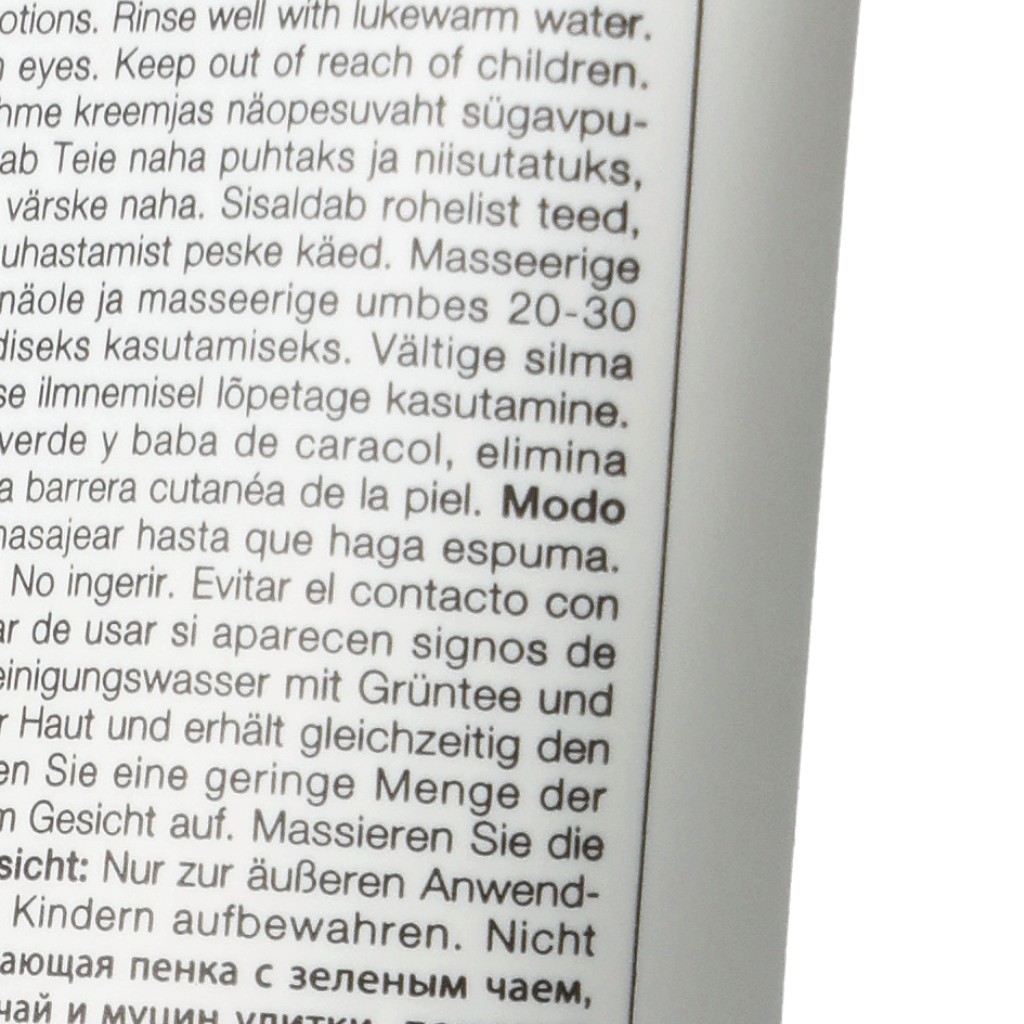 otions. Rinse well with lukewarm water.
eyes. Keep out of reach of children.
hme kreemjas näopesuvaht sügavpu-
ab Teie naha puhtaks ja niisutatuks,
värske naha. Sisaldab rohelist teed,
uhastamist peske käed. Masseerige
näole ja masseerige umbes 20-30
diseks kasutamiseks. Vältige silma
se ilmnemisel lõpetage kasutamine.
verde y baba de caracol, elimina
a barrera cutanéa de la piel. Modo
masajear hasta que haga espuma.
No ingerir. Evitar el contacto con
ar de usar si aparecen signos de
einigungswasser mit Grüntee und
r Haut und erhält gleichzeitig den
en Sie eine geringe Menge der
m Gesicht auf. Massieren Sie die
sicht: Nur zur äußeren Anwend-
Kindern aufbewahren. Nicht
ающая пенка с зеленым чаем,
чай и муцин улитки,